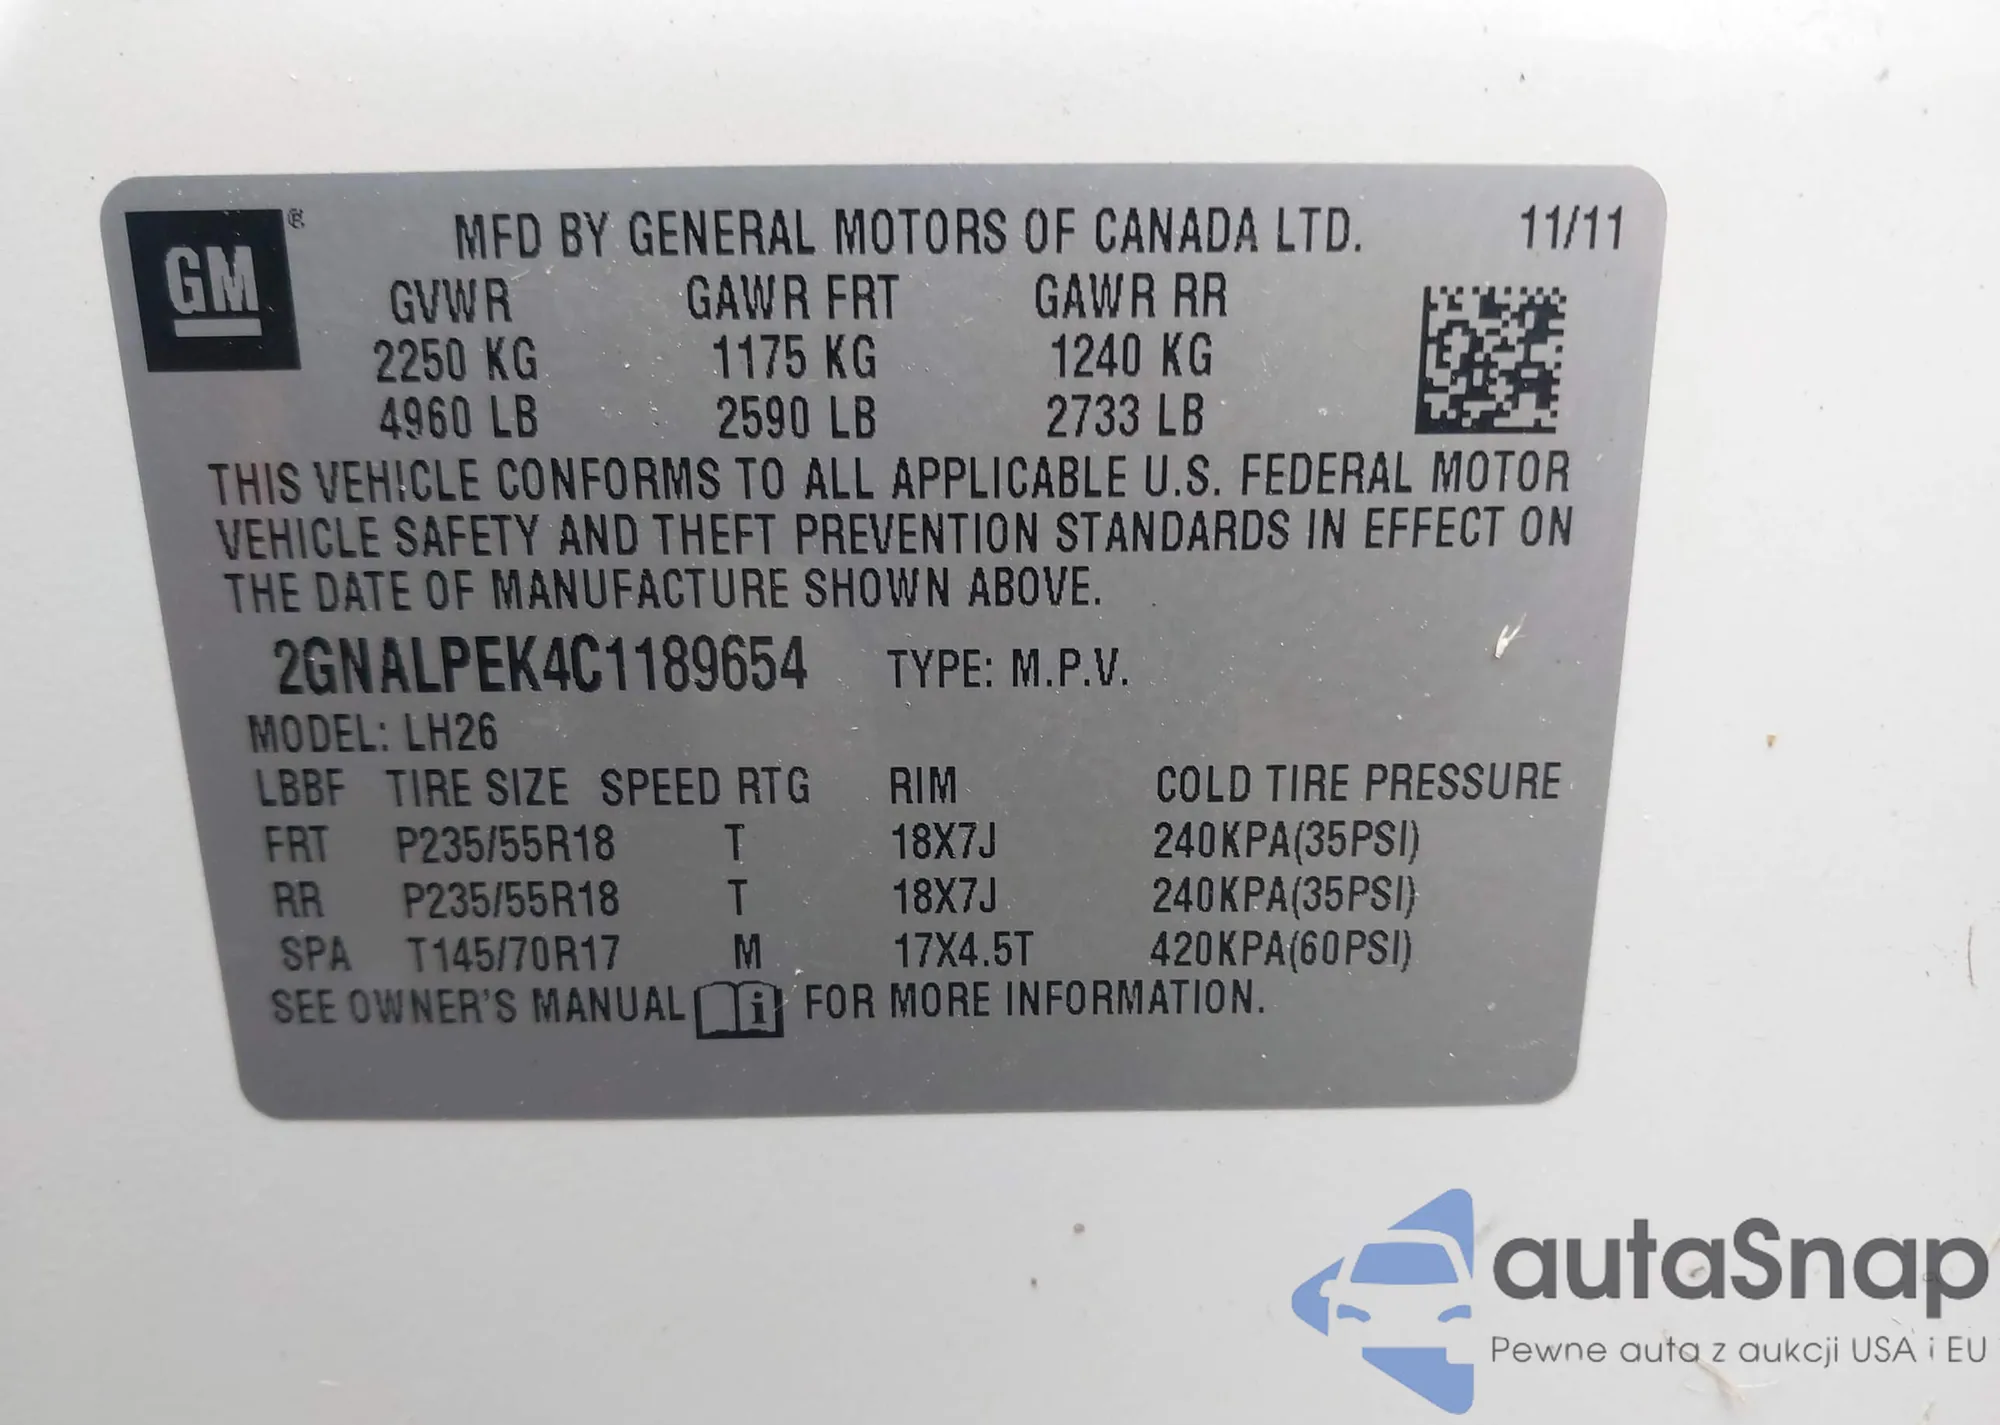 GM ®
MFD BY GENERAL MOTORS OF CANADA LTD. 11/11
GVWR GAWR FRT GAWR RR
2250 KG 1175 KG 1240 KG
4960 LB 2590 LB 2733 LB
THIS VEHICLE CONFORMS TO ALL APPLICABLE U.S. FEDERAL MOTOR
VEHICLE SAFETY AND THEFT PREVENTION STANDARDS IN EFFECT ON
THE DATE OF MANUFACTURE SHOWN ABOVE.
2GNALPEK4C1189654 TYPE: M.P.V.
MODEL: LH26
LBBF TIRE SIZE SPEED RTG RIM COLD TIRE PRESSURE
FRT P235/55R18 T 18X7J 240KPA(35PSI)
RR P235/55R18 T 18X7J 240KPA(35PSI)
SPA T145/70R17 M 17X4.5T 420KPA(60PSI)
SEE OWNER'S MANUAL i FOR MORE INFORMATION.
autaSnap
Pewne auta z aukcji USA i EU